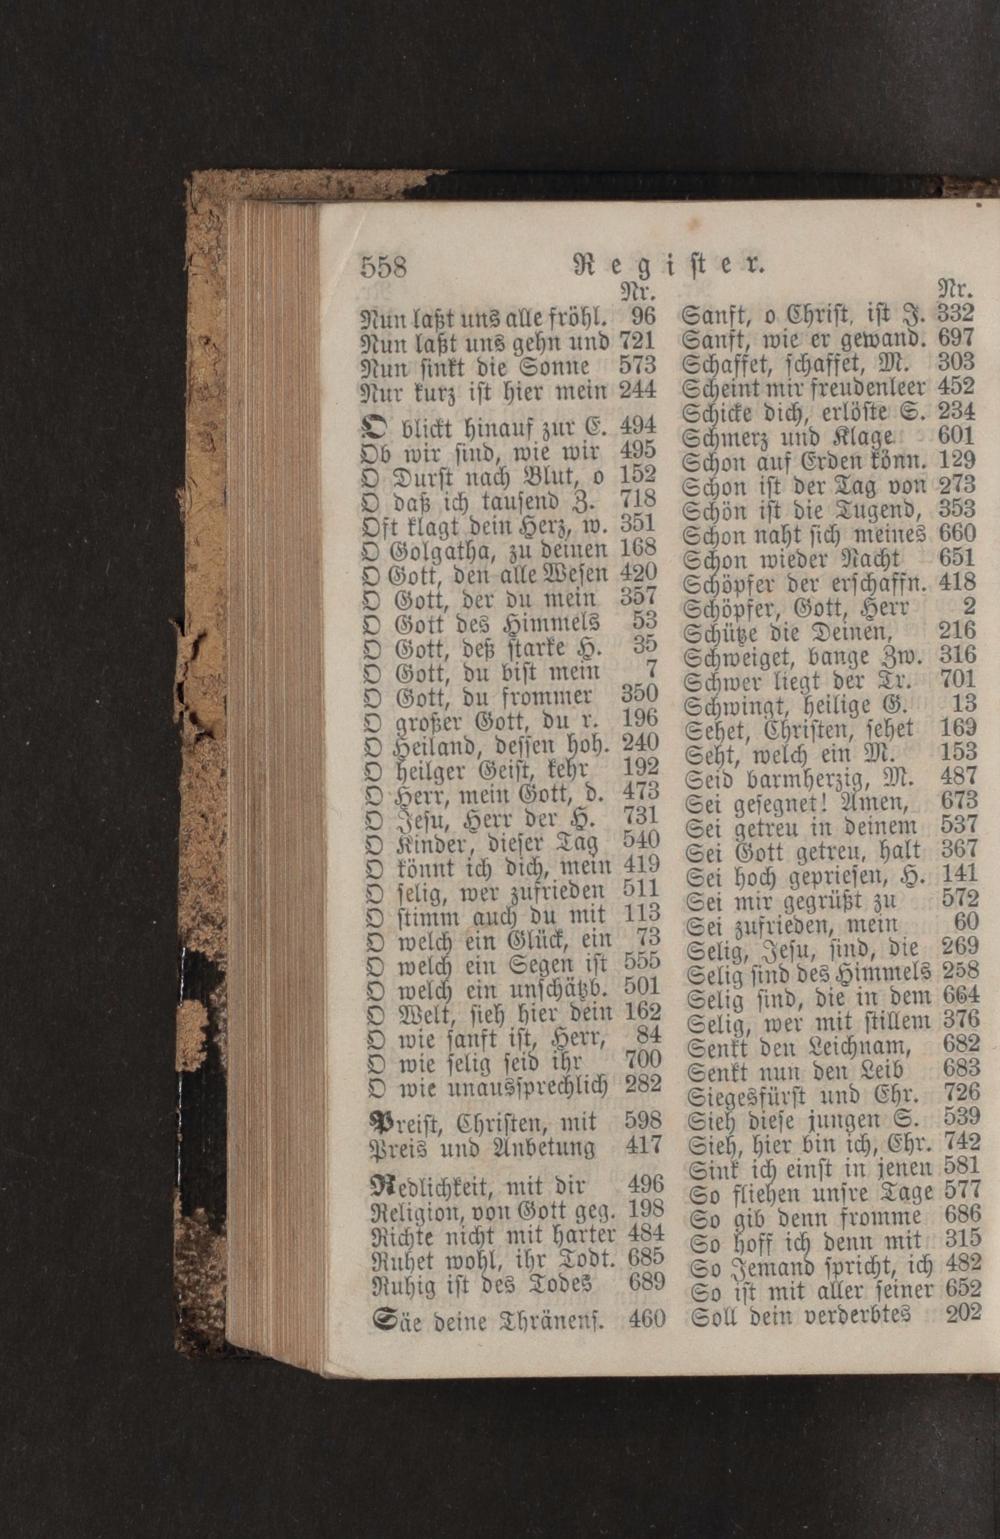 558 Register.
Nr.
Nun laßt uns alle fröhl. 96
Nun laßt uns gehn und 721
Nun sinkt die Sonne 573
Nur kurz ist hier mein 244
O blickt hinauf zur E. 494
Ob wir sind, wie wir 495
O Durst nach Blut, o 152
O daß ich tausend Z. 718
Oft klagt dein Herz, w. 351
O Golgatha, zu deinen 168
O Gott, den alle Wesen 420
O Gott, der du mein 357
O Gott des Himmels 53
O Gott, deß starke H. 35
O Gott, du bist mein 7
O Gott, du frommer 350
O großer Gott, du r. 196
O Heiland, dessen hoh. 240
O heilger Geist, kehr 192
O Herr, mein Gott, d. 473
O Jesu, Herr der H. 731
O Kinder, dieser Tag 540
O könnt ich dich, mein 419
O selig, wer zufrieden 511
O stimm auch du mit 113
O welch ein Glück, ein 73
O welch ein Segen ist 555
O welch ein unschätzb. 501
O Welt, sieh hier dein 162
O wie sanft ist, Herr, 84
O wie selig seid ihr 700
O wie unaussprechlich 282
Preist, Christen, mit 598
Preis und Anbetung 417
Redlichkeit, mit dir 496
Religion, von Gott geg. 198
Richte nicht mit harter 484
Ruhet wohl, ihr Todt. 685
Ruhig ist des Todes 689
Säe deine Thränens. 460
Nr.
Sanft, o Christ, ist J. 332
Sanft, wie er gewand. 697
Schaffet, schaffet, M. 303
Scheint mir freudenleer 452
Schicke dich, erlöste S. 234
Schmerz und Klage 601
Schon auf Erden könn. 129
Schon ist der Tag von 273
Schön ist die Tugend, 353
Schon naht sich meines 660
Schon wieder Nacht 651
Schöpfer der erschaffn. 418
Schöpfer, Gott, Herr 2
Schütze die Deinen, 216
Schweiget, bange Zw. 316
Schwer liegt der Tr. 701
Schwingt, heilige G. 13
Sehet, Christen, sehet 169
Seht, welch ein M. 153
Seid barmherzig, M. 487
Sei gesegnet! Amen, 673
Sei getreu in deinem 537
Sei Gott getreu, halt 367
Sei hoch gepriesen, H. 141
Sei mir gegrüßt zu 572
Sei zufrieden, mein 60
Selig, Jesu, sind, die 269
Selig sind des Himmels 258
Selig sind, die in dem 664
Selig, wer mit stillem 376
Senkt den Leichnam, 682
Senkt nun den Leib 683
Siegesfürst und Ehr. 726
Sieh diese jungen S. 539
Sieh, hier bin ich, Ehr. 742
Sink ich einst in jenen 581
So fliehen unsre Tage 577
So gib denn fromme 686
So hoff ich denn mit 315
So Jemand spricht, ich 482
So ist mit aller seiner 652
Soll dein verderbtes 202